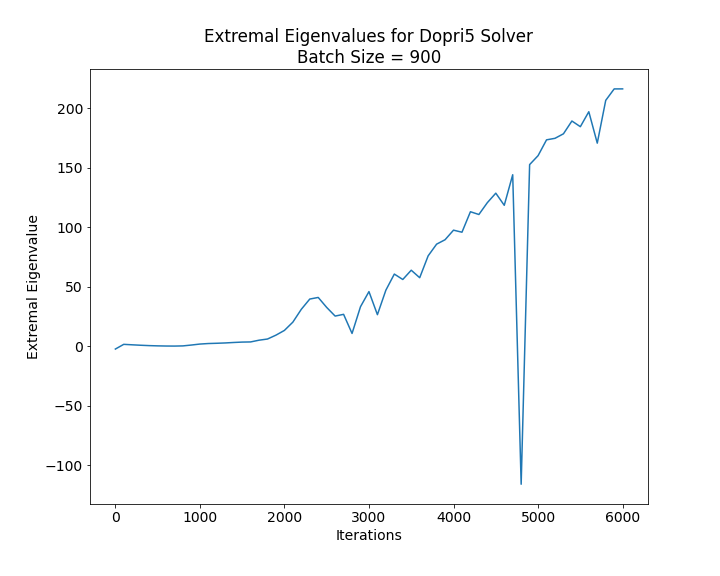 Extremal Eigenvalues for Dopri5 Solver
Batch Size = 900
200
150
100
50
0
−50
−100
Extremal Eigenvalue
0 1000 2000 3000 4000 5000 6000
Iterations